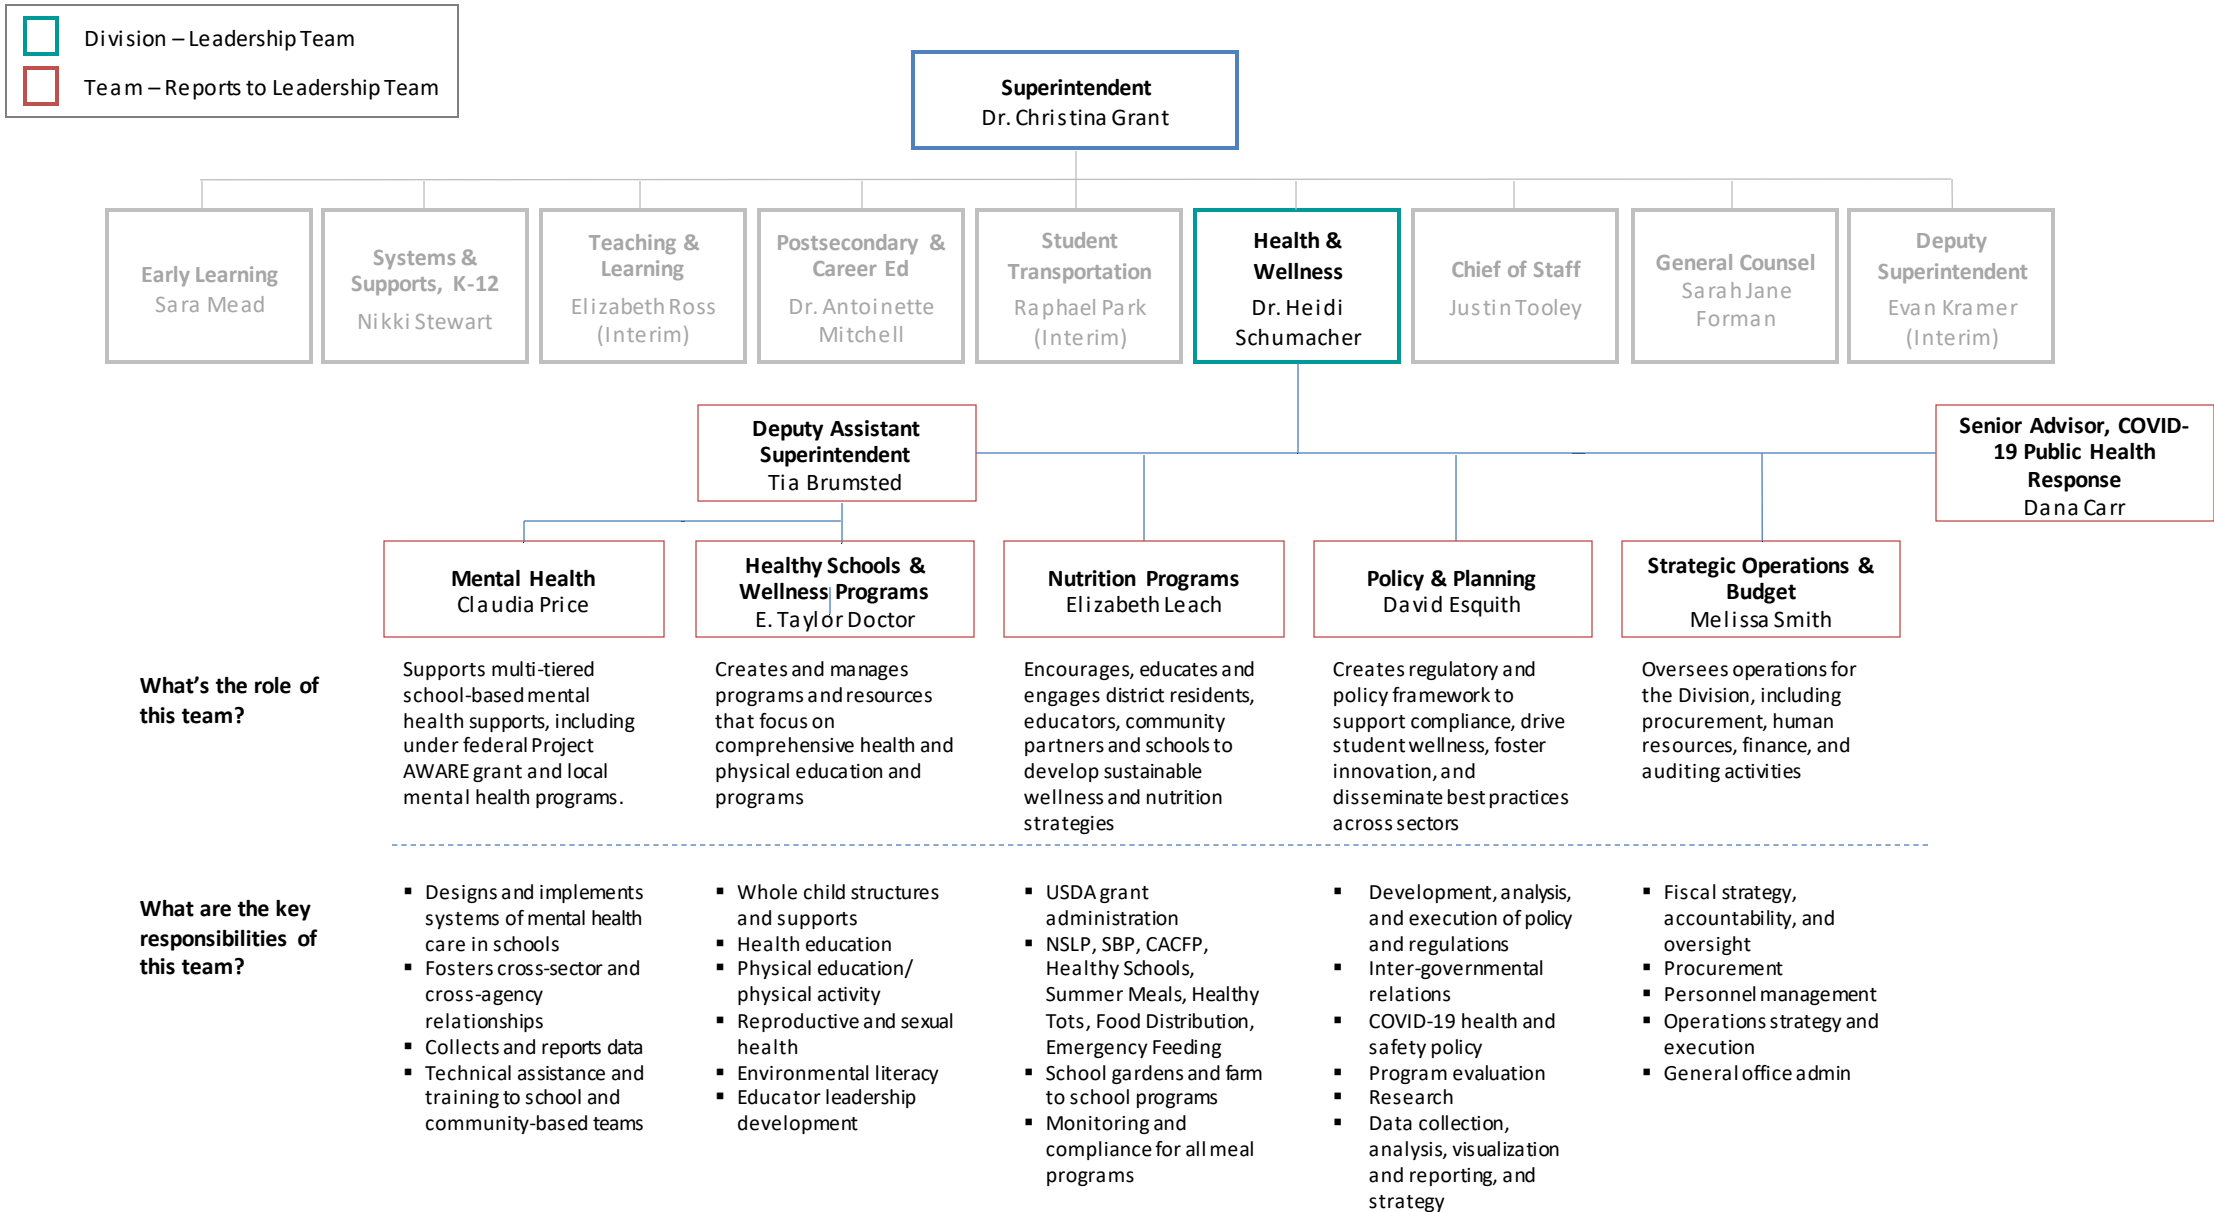 Division – Leadership Team
Team – Reports to Leadership Team
Superintendent
Dr. Christina Grant
Early Learning
Sara Mead
Systems &
Supports, K-12
Nikki Stewart
Teaching &
Learning
Elizabeth Ross
(Interim)
Postsecondary &
Career Ed
Dr. Antoinette
Mitchell
Student
Transportation
Raphael Park
(Interim)
Health &
Wellness
Dr. Heidi
Schumacher
Chief of Staff
Justin Tooley
General Counsel
Sarah Jane
Forman
Deputy
Superintendent
Evan Kramer
(Interim)
Deputy Assistant
Superintendent
Tia Brumsted
Senior Advisor, COVID-
19 Public Health
Response
Dana Carr
Mental Health
Claudia Price
Healthy Schools &
Wellness Programs
E. Taylor Doctor
Nutrition Programs
Elizabeth Leach
Policy & Planning
David Esquith
Strategic Operations &
Budget
Melissa Smith
What's the role of
this team?
Supports multi-tiered
school-based mental
health supports, including
under federal Project
AWARE grant and local
mental health programs.
Creates and manages
programs and resources
that focus on
comprehensive health and
physical education and
programs
Encourages, educates and
engages district residents,
educators, community
partners and schools to
develop sustainable
wellness and nutrition
strategies
Creates regulatory and
policy framework to
support compliance, drive
student wellness, foster
innovation, and
disseminate best practices
across sectors
Oversees operations for
the Division, including
procurement, human
resources, finance, and
auditing activities
What are the key
responsibilities of
this team?
▪ Designs and implements
systems of mental health
care in schools
▪ Fosters cross-sector and
cross-agency
relationships
▪ Collects and reports data
▪ Technical assistance and
training to school and
community-based teams
▪ Whole child structures
and supports
▪ Health education
▪ Physical education/
physical activity
▪ Reproductive and sexual
health
▪ Environmental literacy
▪ Educator leadership
development
▪ USDA grant
administration
▪ NSLP, SBP, CACFP,
Healthy Schools,
Summer Meals, Healthy
Tots, Food Distribution,
Emergency Feeding
▪ School gardens and farm
to school programs
▪ Monitoring and
compliance for all meal
programs
▪ Development, analysis,
and execution of policy
and regulations
▪ Inter-governmental
relations
▪ COVID-19 health and
safety policy
▪ Program evaluation
▪ Research
▪ Data collection,
analysis, visualization
and reporting, and
strategy
▪ Fiscal strategy,
accountability, and
oversight
▪ Procurement
▪ Personnel management
▪ Operations strategy and
execution
▪ General office admin